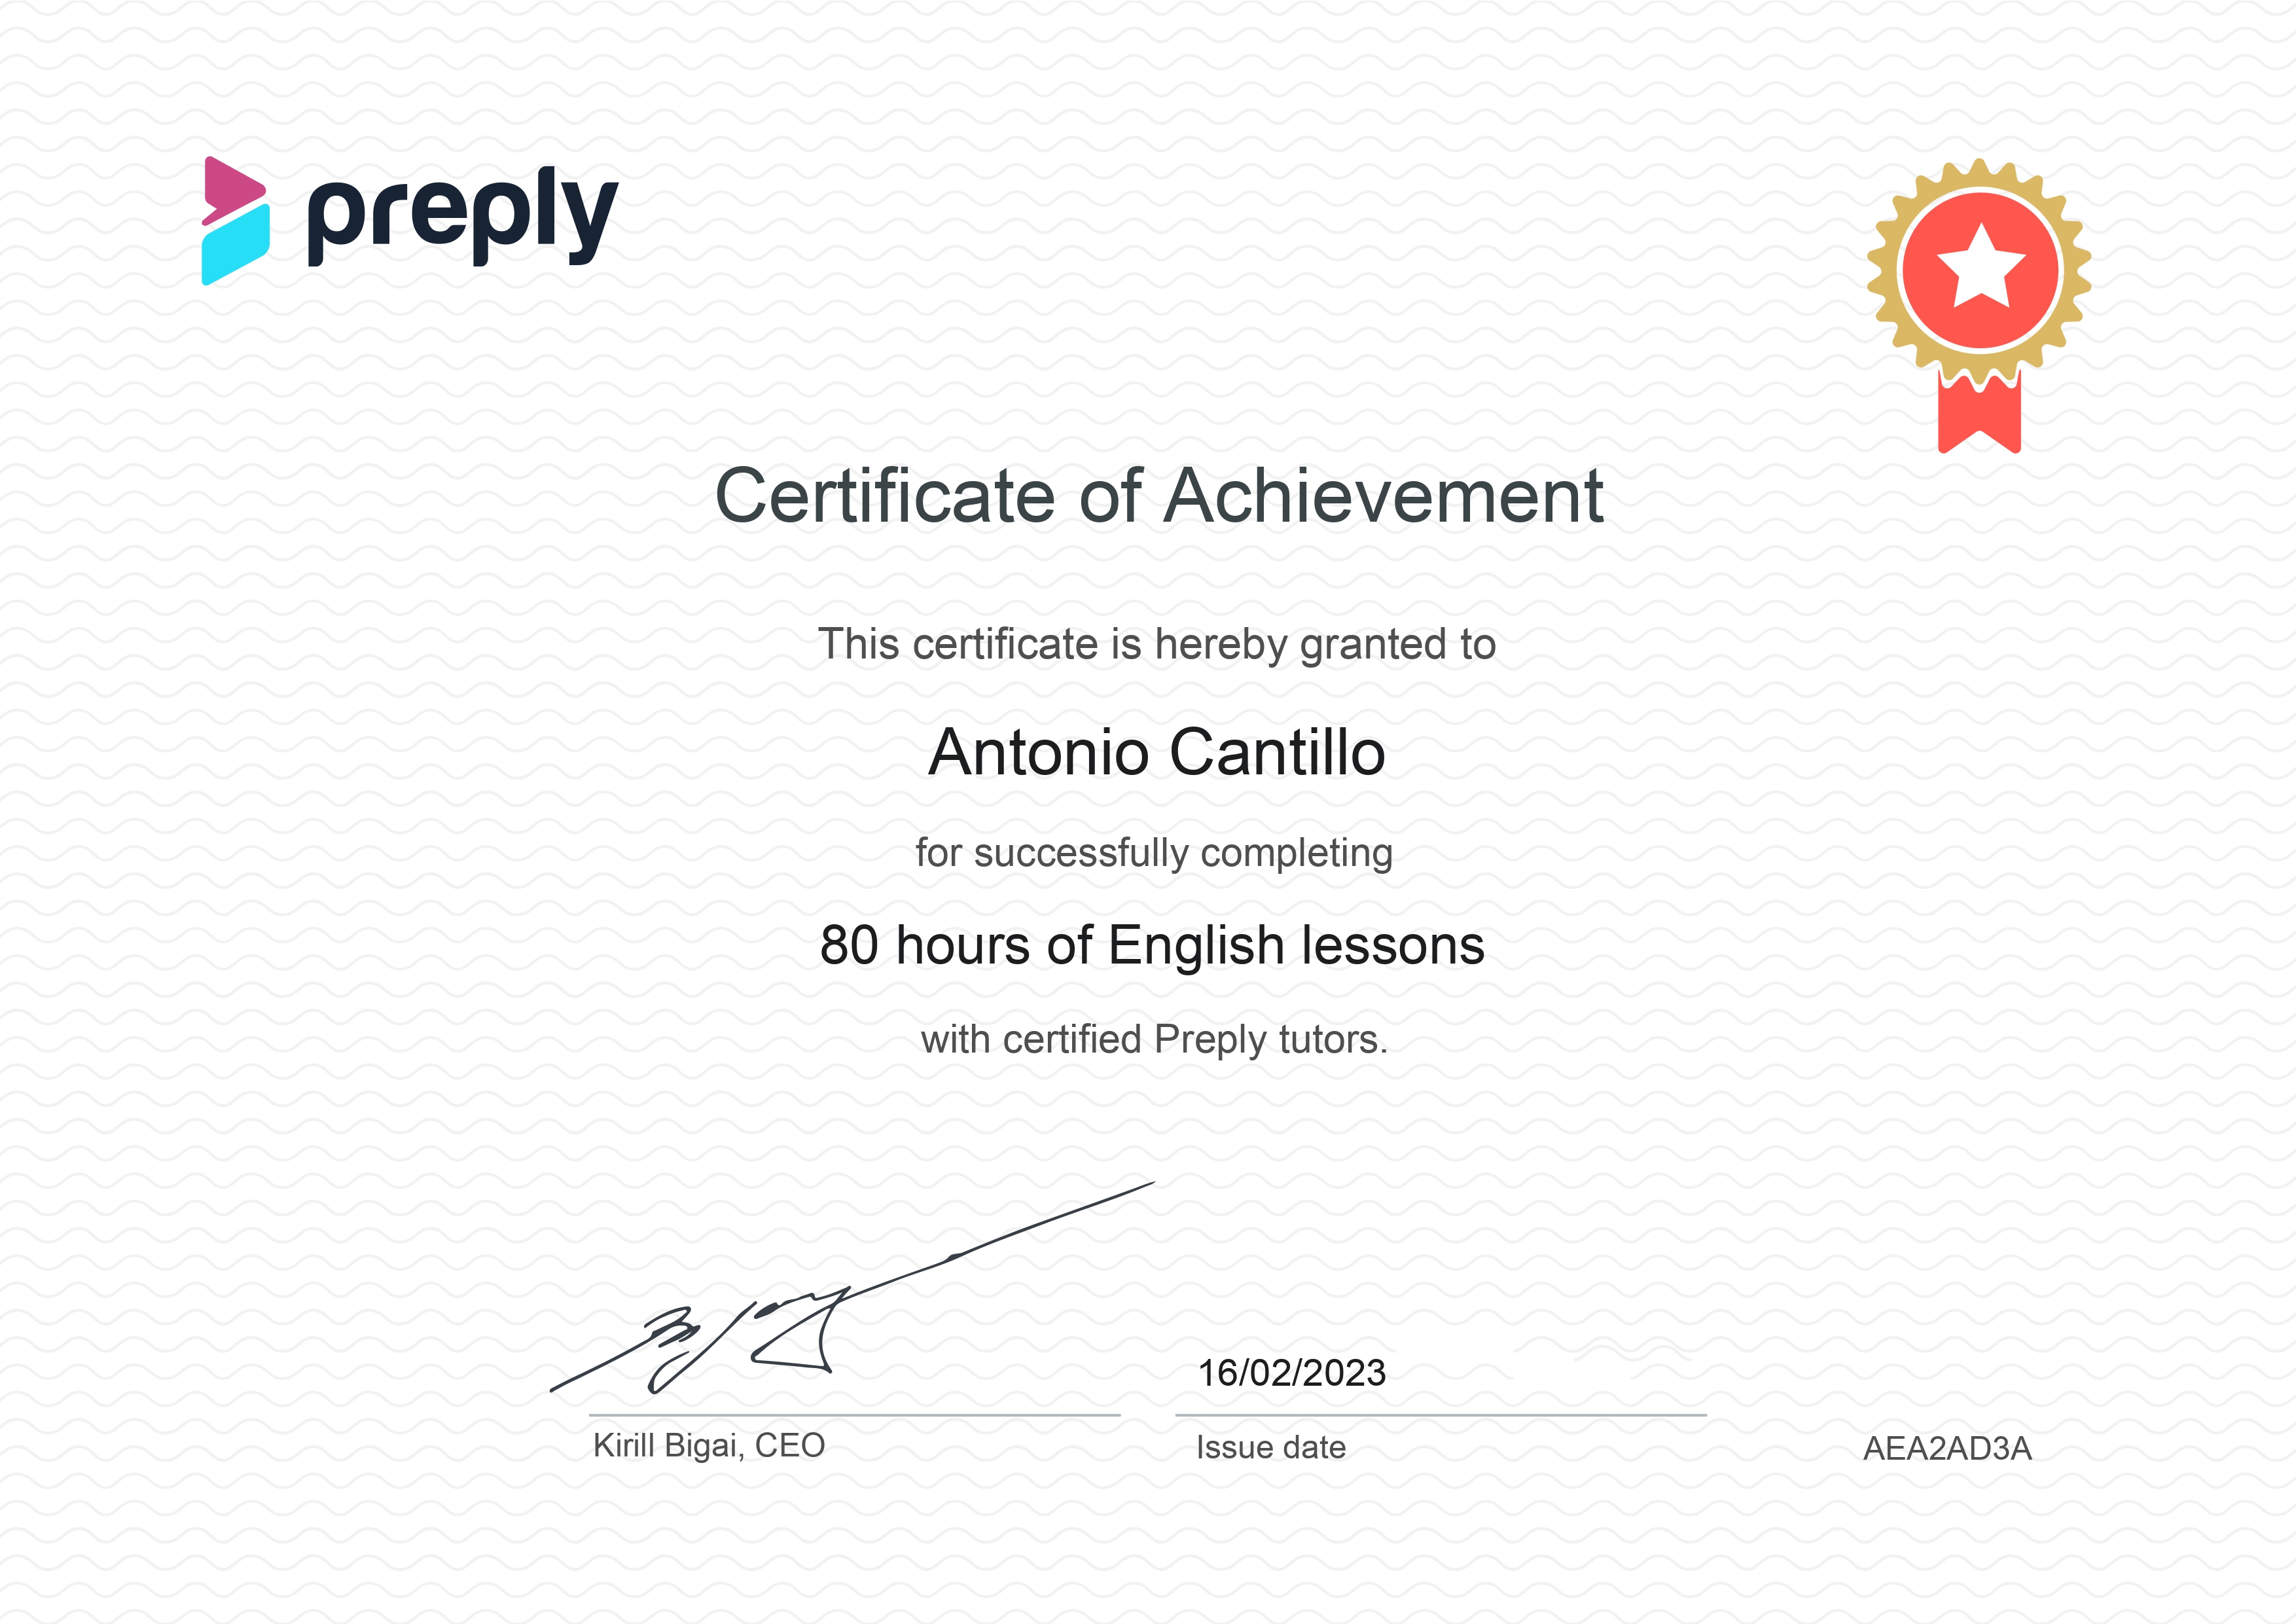 preply
Certificate of Achievement
This certificate is hereby granted to
Antonio Cantillo
for successfully completing
80 hours of English lessons
with certified Preply tutors.
16/02/2023
Kirill Bigai, CEO
Issue date
AEA2AD3A